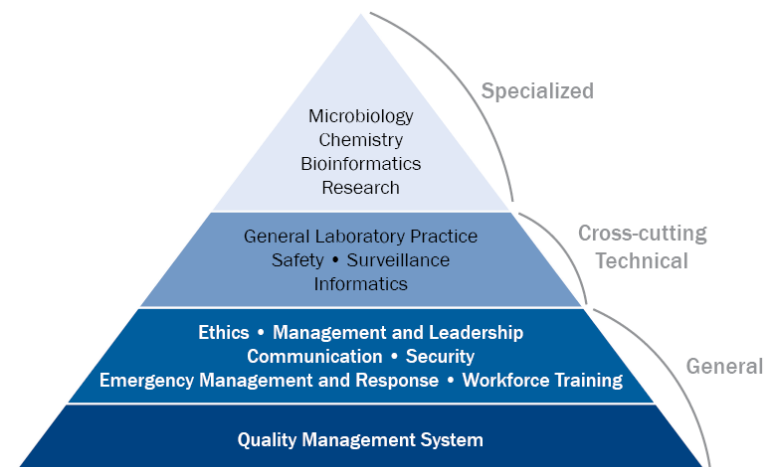 Specialized
Microbiology
Chemistry
Bioinformatics
Research
Cross-cutting
Technical
General Laboratory Practice
Safety • Surveillance
Informatics
General
Ethics • Management and Leadership
Communication • Security
Emergency Management and Response • Workforce Training
Quality Management System